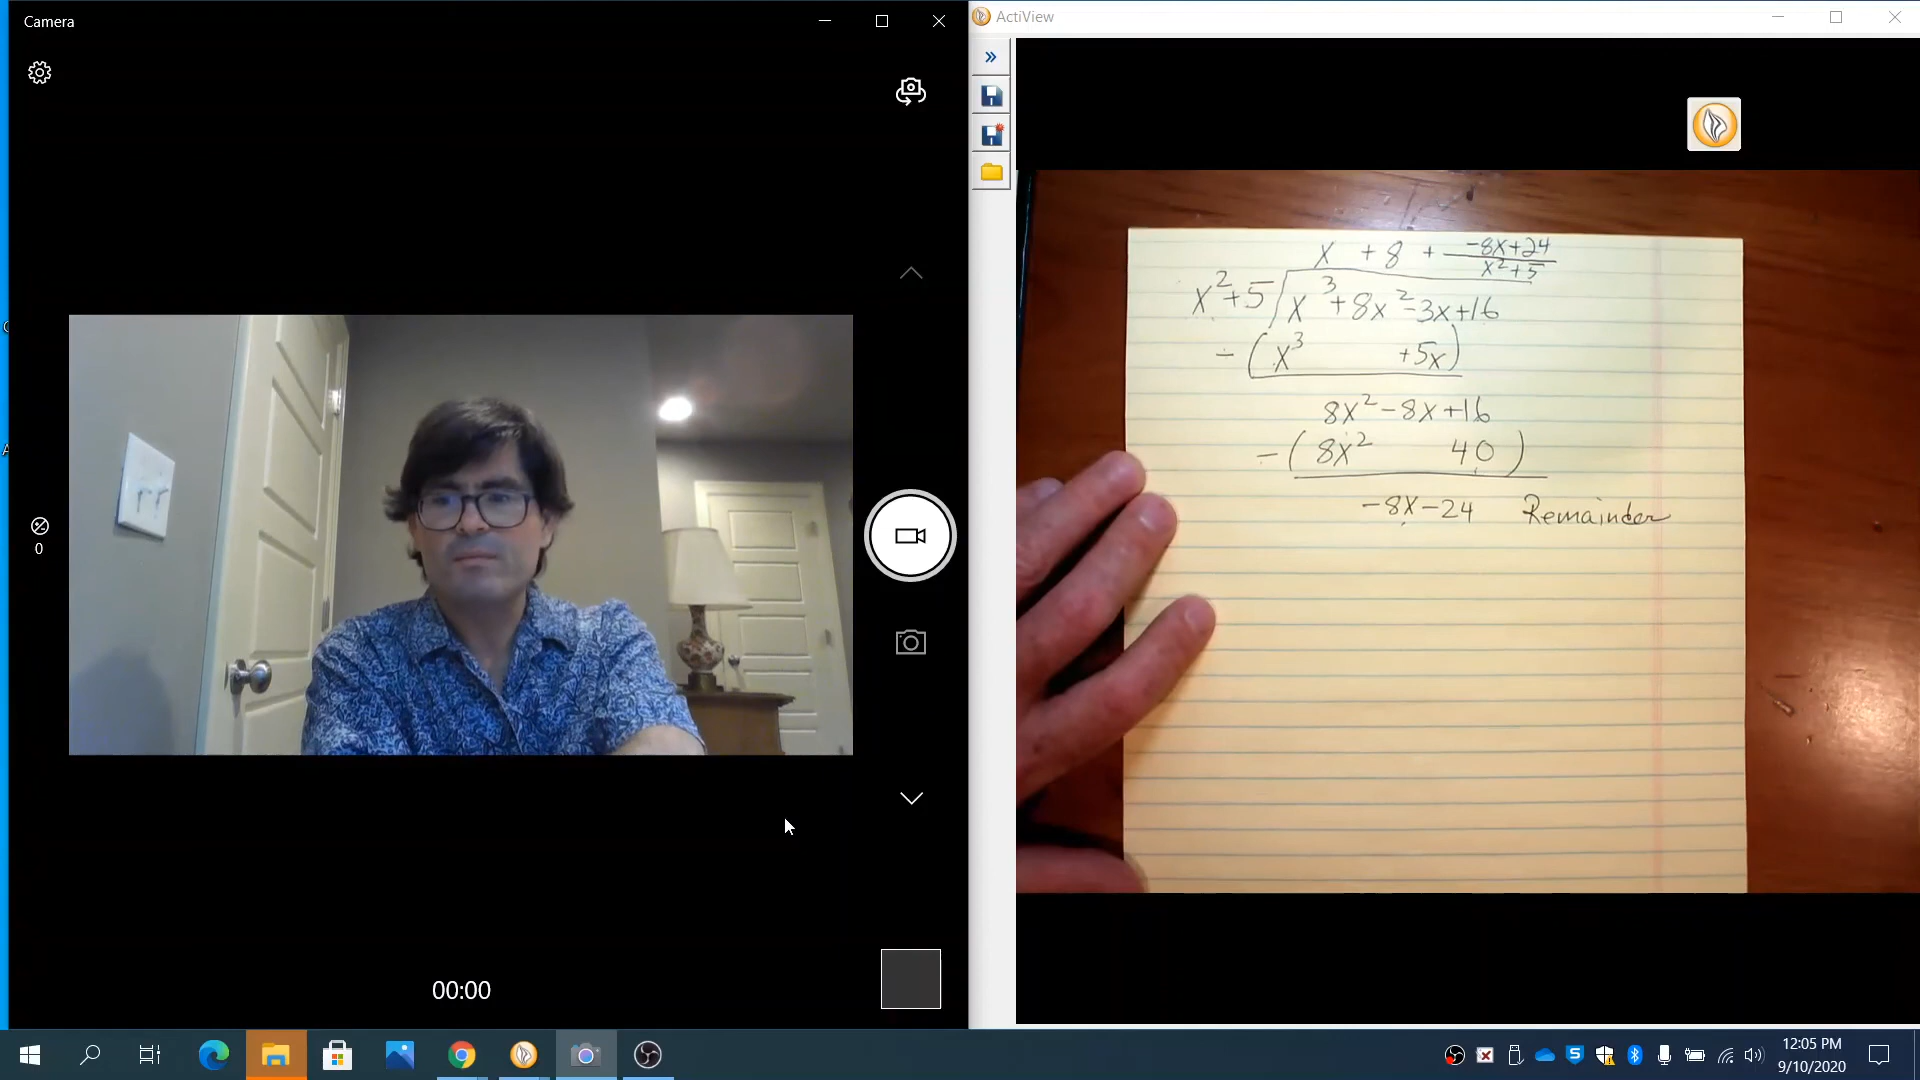 Camera
ActiView
0
00:00
x + 8 + -8x+24
x²+5
x²+5 x³+8x²-3x+16
- ( x³ +5x)
8x²-8x+16
- ( 8x² 40 )
-8x-24 Remainder
12:05 PM
9/10/2020